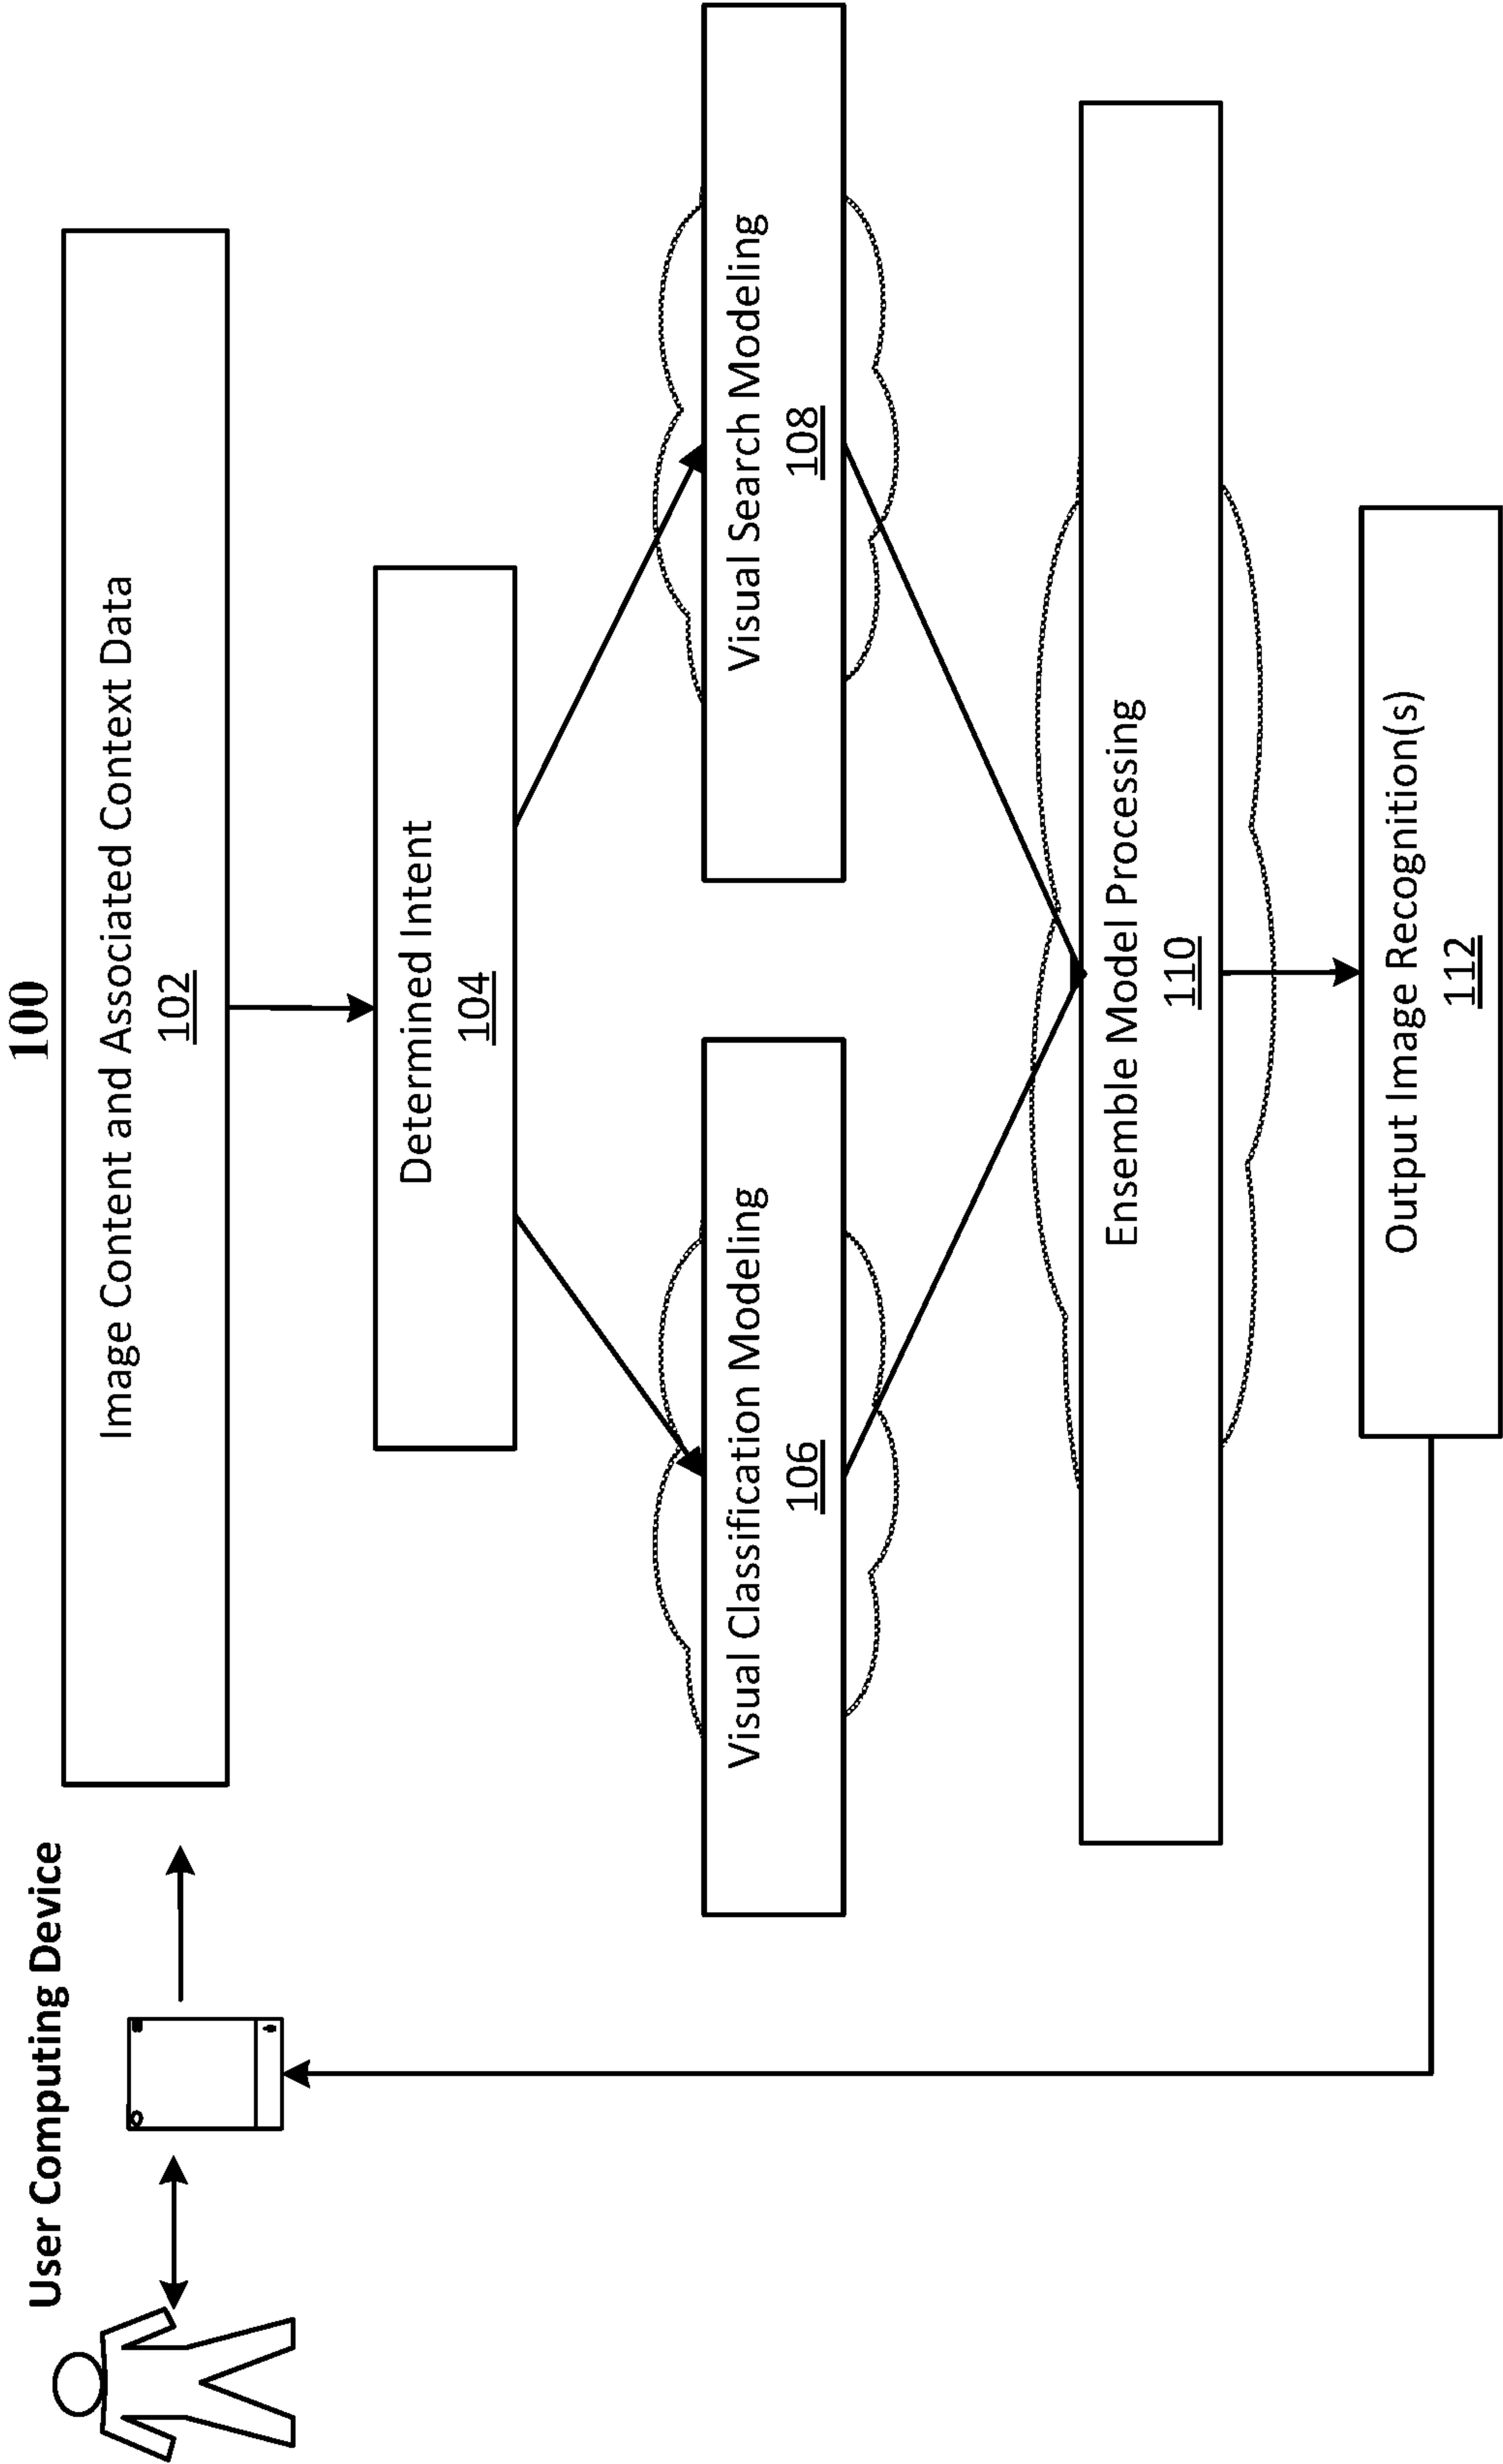 100
User Computing Device
Image Content and Associated Context Data
102
Determined Intent
104
Visual Classification Modeling
106
Visual Search Modeling
108
Ensemble Model Processing
110
Output Image Recognition(s)
112